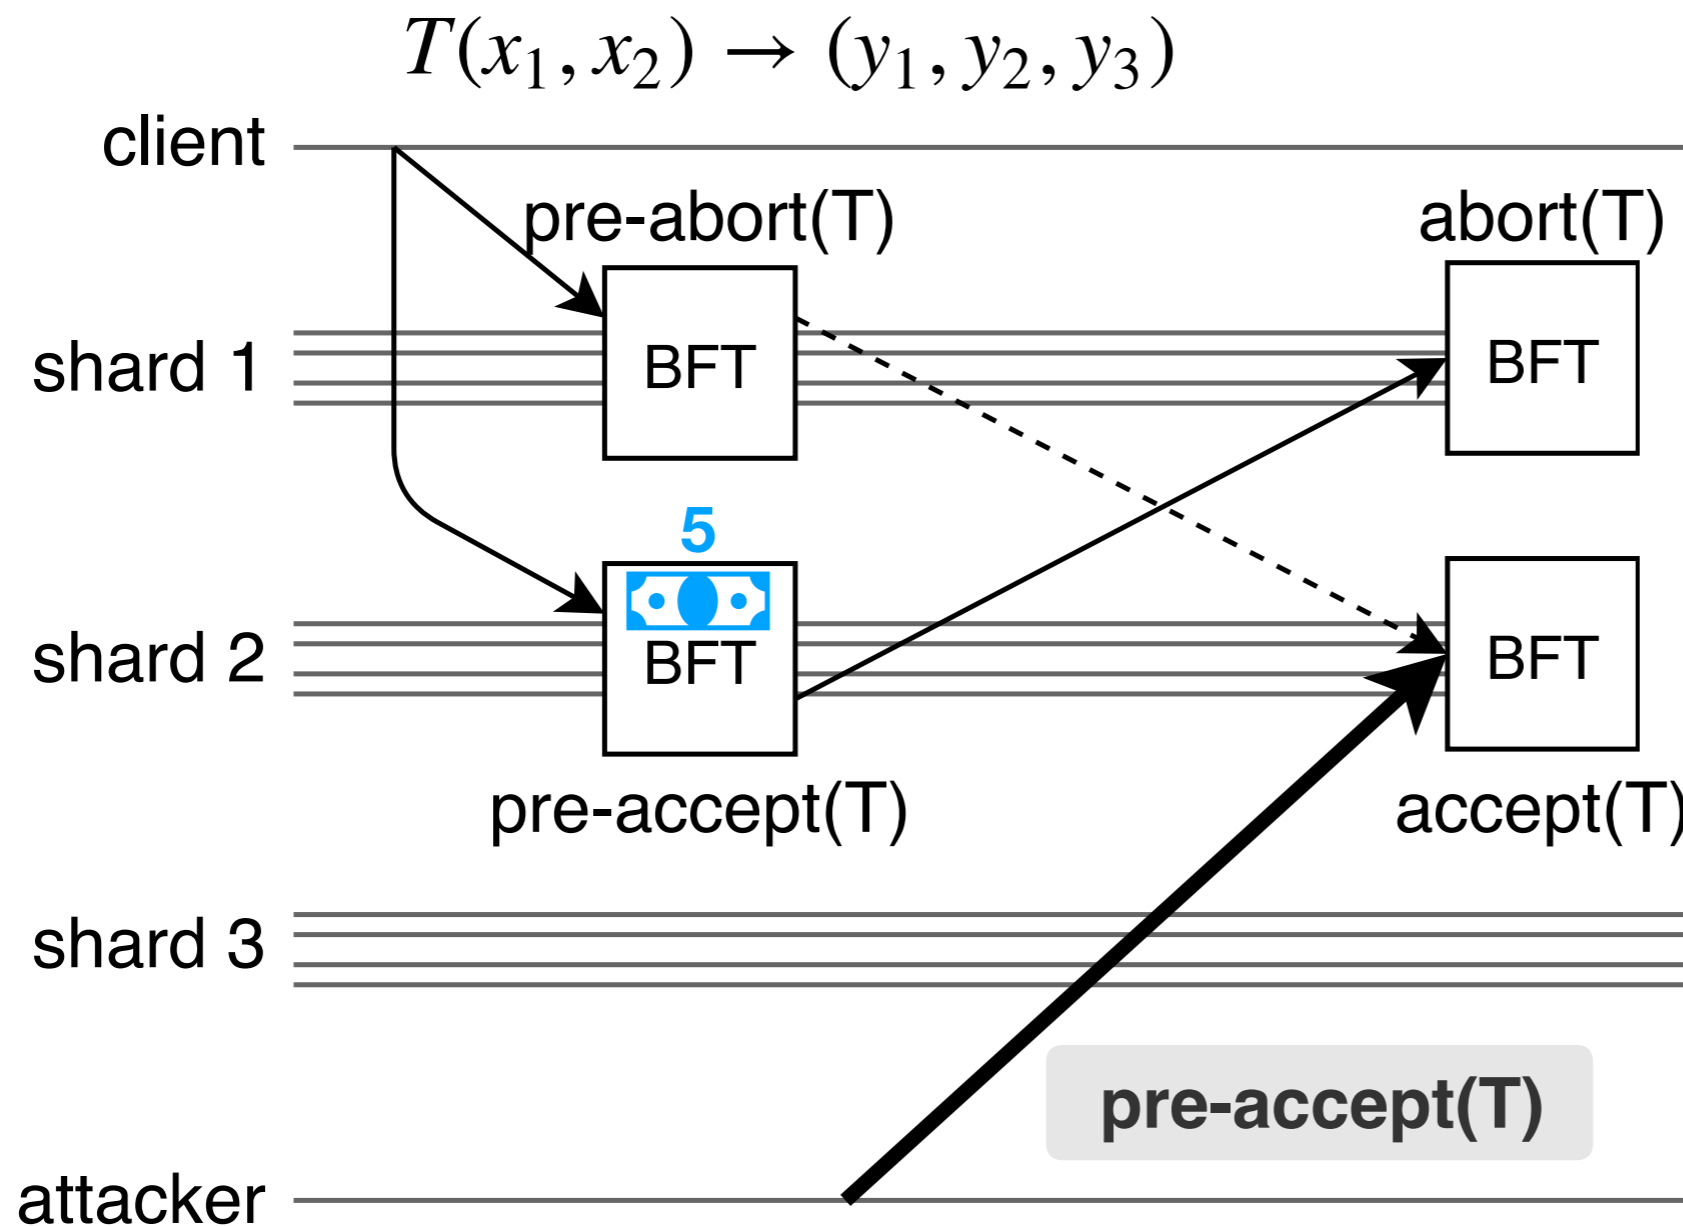 T(x₁, x₂) → (y₁, y₂, y₃)
client
pre-abort(T)
abort(T)
shard 1
BFT
BFT
5
shard 2
BFT
BFT
pre-accept(T)
accept(T)
shard 3
pre-accept(T)
attacker